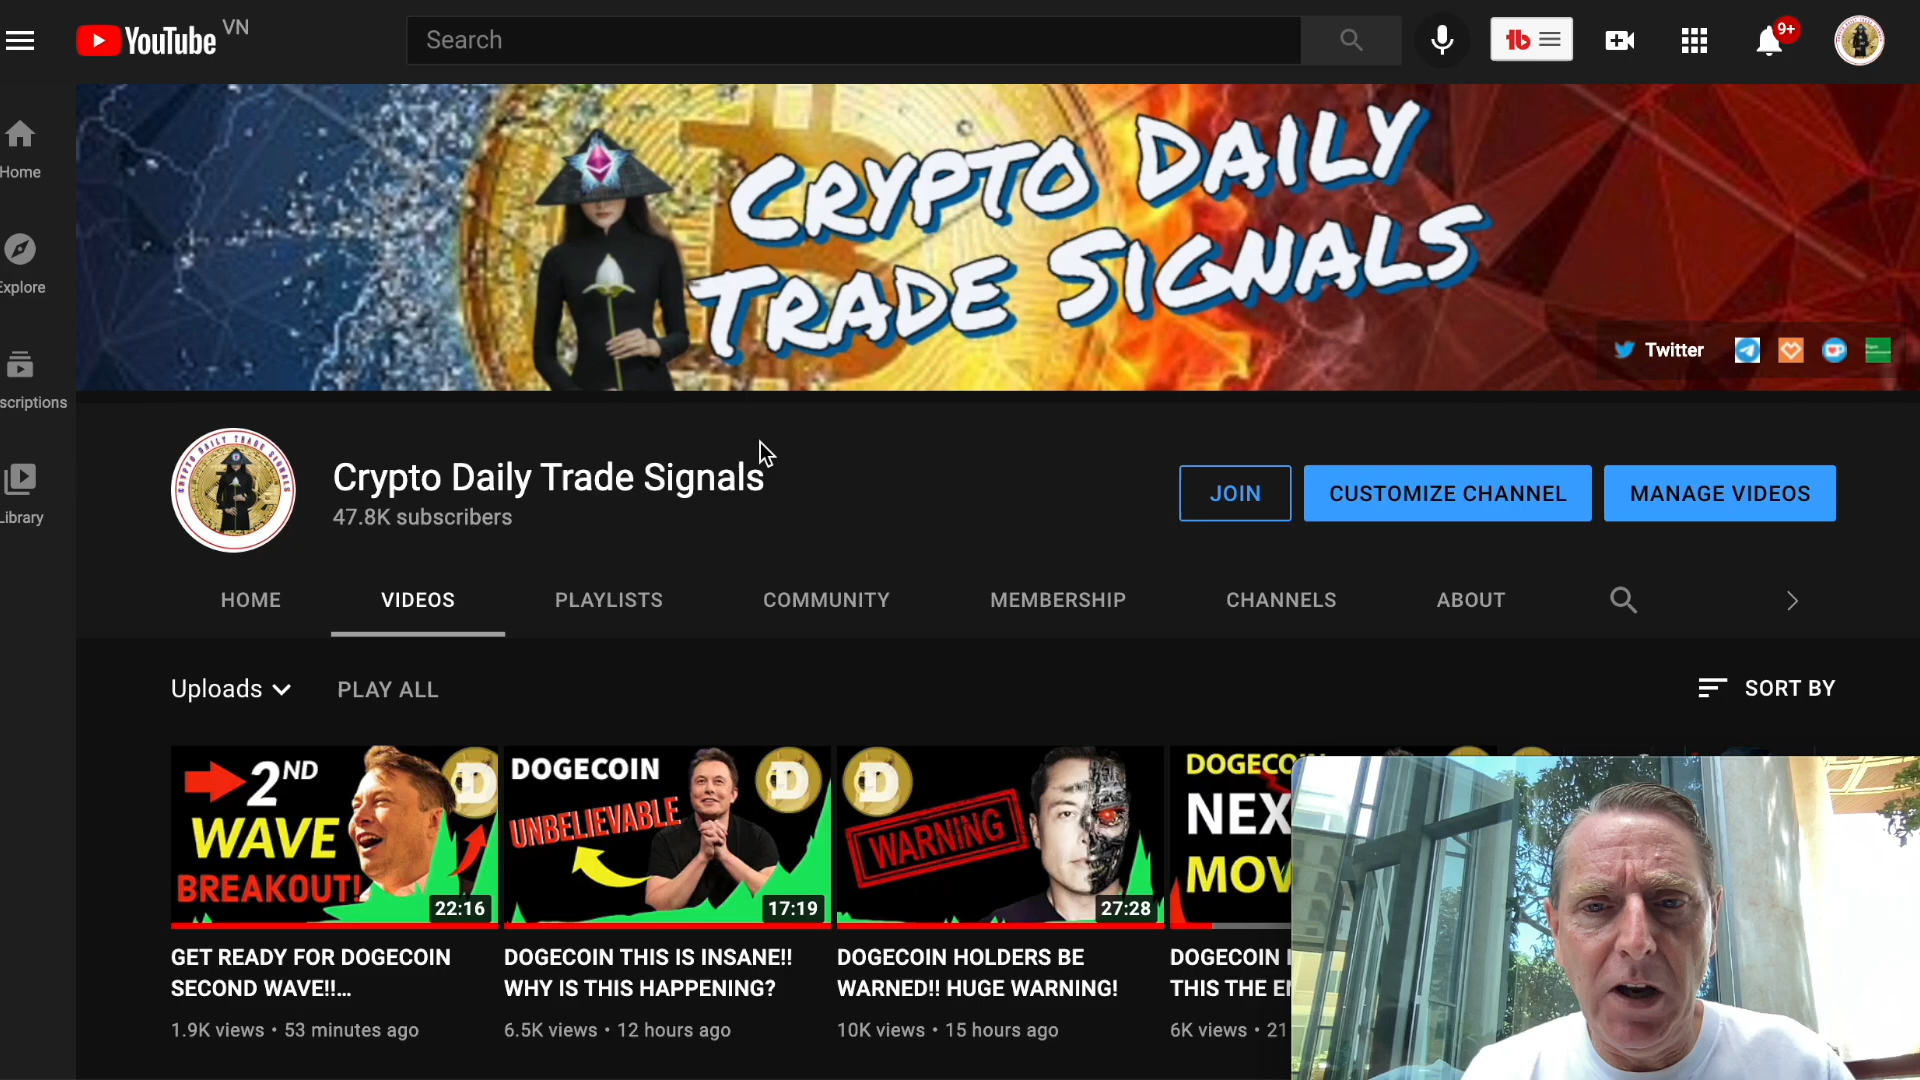 YouTube VN
Search
9+
Home
Explore
scriptions
Library
CRYPTO DAILY
TRADE SIGNALS
Twitter
CRYPTO DAILY TRADE SIGNALS
Crypto Daily Trade Signals
47.8K subscribers
JOIN
CUSTOMIZE CHANNEL
MANAGE VIDEOS
HOME
VIDEOS
PLAYLISTS
COMMUNITY
MEMBERSHIP
CHANNELS
ABOUT
Uploads
PLAY ALL
SORT BY
2ND
WAVE
BREAKOUT!
22:16
DOGECOIN
UNBELIEVABLE
17:19
WARNING
27:28
DOGECO
NEX
MOV
GET READY FOR DOGECOIN
SECOND WAVE!!...
1.9K views • 53 minutes ago
DOGECOIN THIS IS INSANE!!
WHY IS THIS HAPPENING?
6.5K views • 12 hours ago
DOGECOIN HOLDERS BE
WARNED!! HUGE WARNING!
10K views • 15 hours ago
DOGECOIN
THIS THE E
6K views • 21